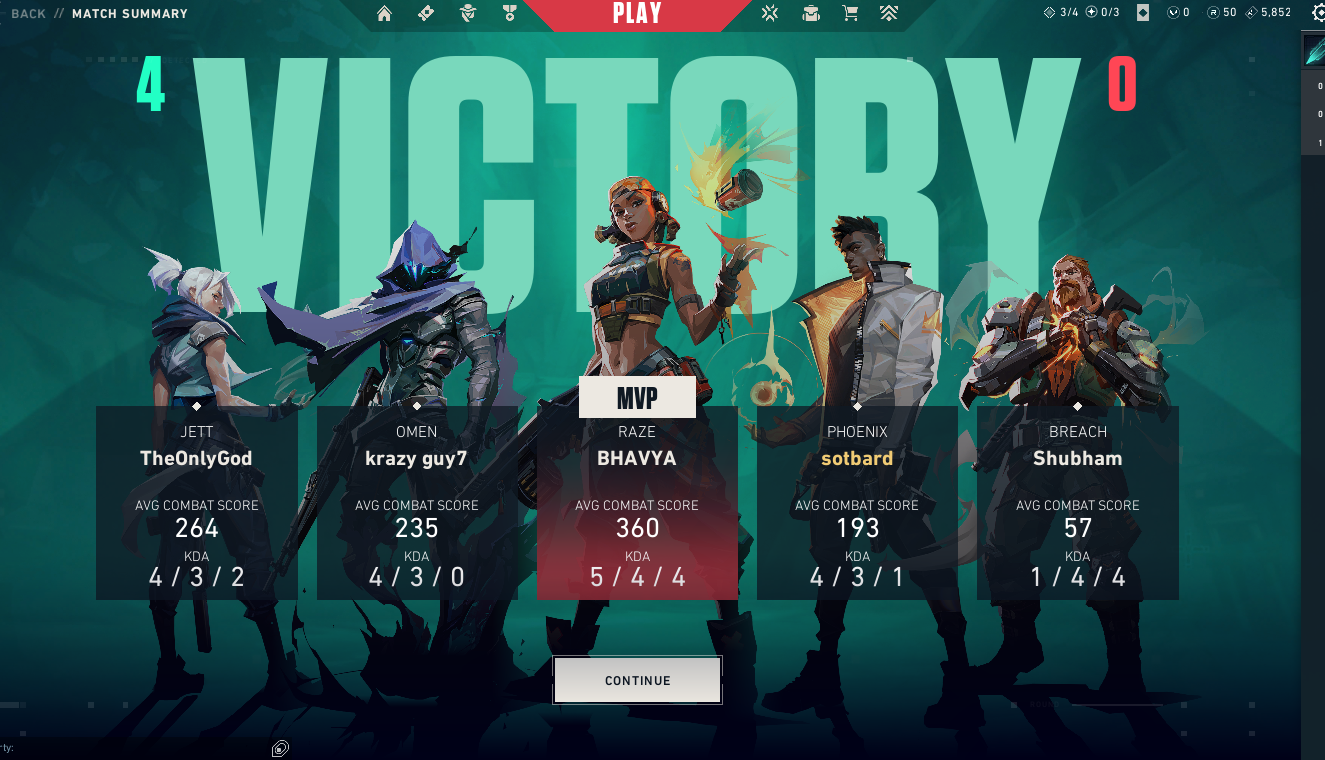 BACK // MATCH SUMMARY
PLAY
3/4 0/3 0 50 5,852
4 VICTORY 0
0
0
1
MVP
JETT
TheOnlyGod
AVG COMBAT SCORE
264
KDA
4 / 3 / 2
OMEN
krazy guy7
AVG COMBAT SCORE
235
KDA
4 / 3 / 0
RAZE
BHAVYA
AVG COMBAT SCORE
360
KDA
5 / 4 / 4
PHOENIX
sotbard
AVG COMBAT SCORE
193
KDA
4 / 3 / 1
BREACH
Shubham
AVG COMBAT SCORE
57
KDA
1 / 4 / 4
CONTINUE
rty: